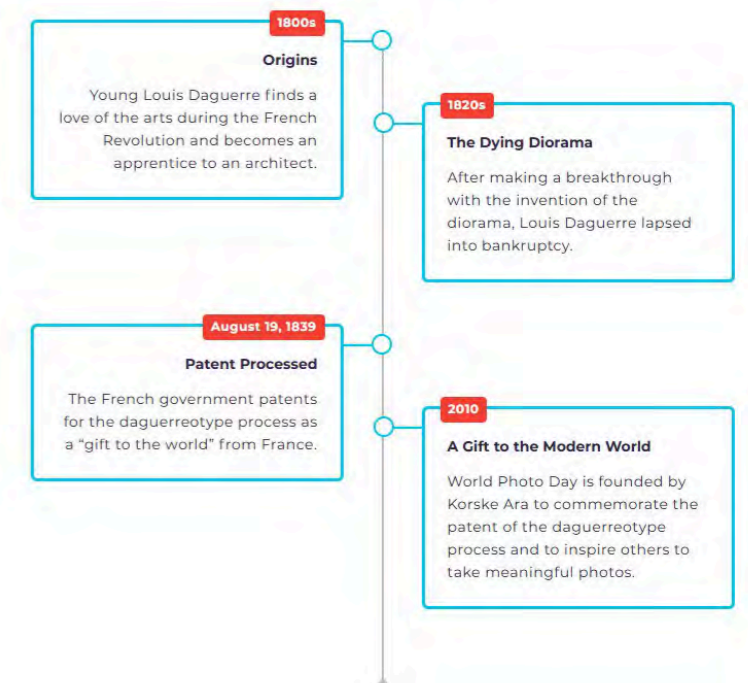 1800s
Origins
Young Louis Daguerre finds a
love of the arts during the French
Revolution and becomes an
apprentice to an architect.
1820s
The Dying Diorama
After making a breakthrough
with the invention of the
diorama, Louis Daguerre lapsed
into bankruptcy.
August 19, 1839
Patent Processed
The French government patents
for the daguerreotype process as
a “gift to the world” from France.
2010
A Gift to the Modern World
World Photo Day is founded by
Korske Ara to commemorate the
patent of the daguerreotype
process and to inspire others to
take meaningful photos.